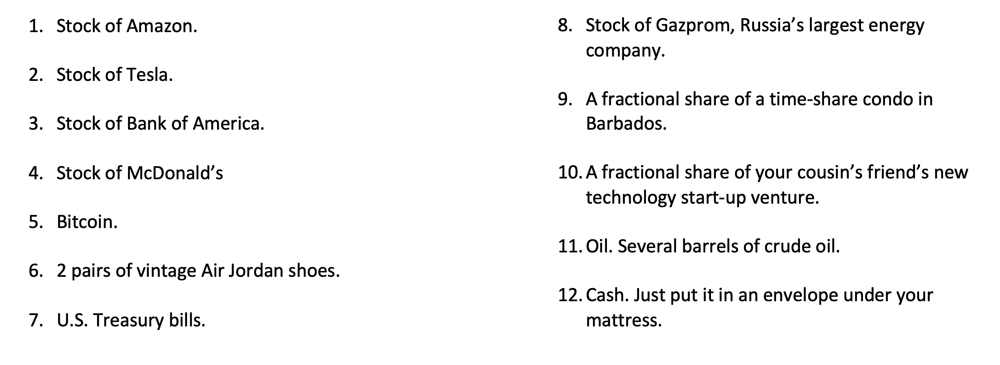 1. Stock of Amazon.
2. Stock of Tesla.
3. Stock of Bank of America.
4. Stock of McDonald’s
5. Bitcoin.
6. 2 pairs of vintage Air Jordan shoes.
7. U.S. Treasury bills.
8. Stock of Gazprom, Russia’s largest energy
company.
9. A fractional share of a time-share condo in
Barbados.
10. A fractional share of your cousin’s friend’s new
technology start-up venture.
11. Oil. Several barrels of crude oil.
12. Cash. Just put it in an envelope under your
mattress.